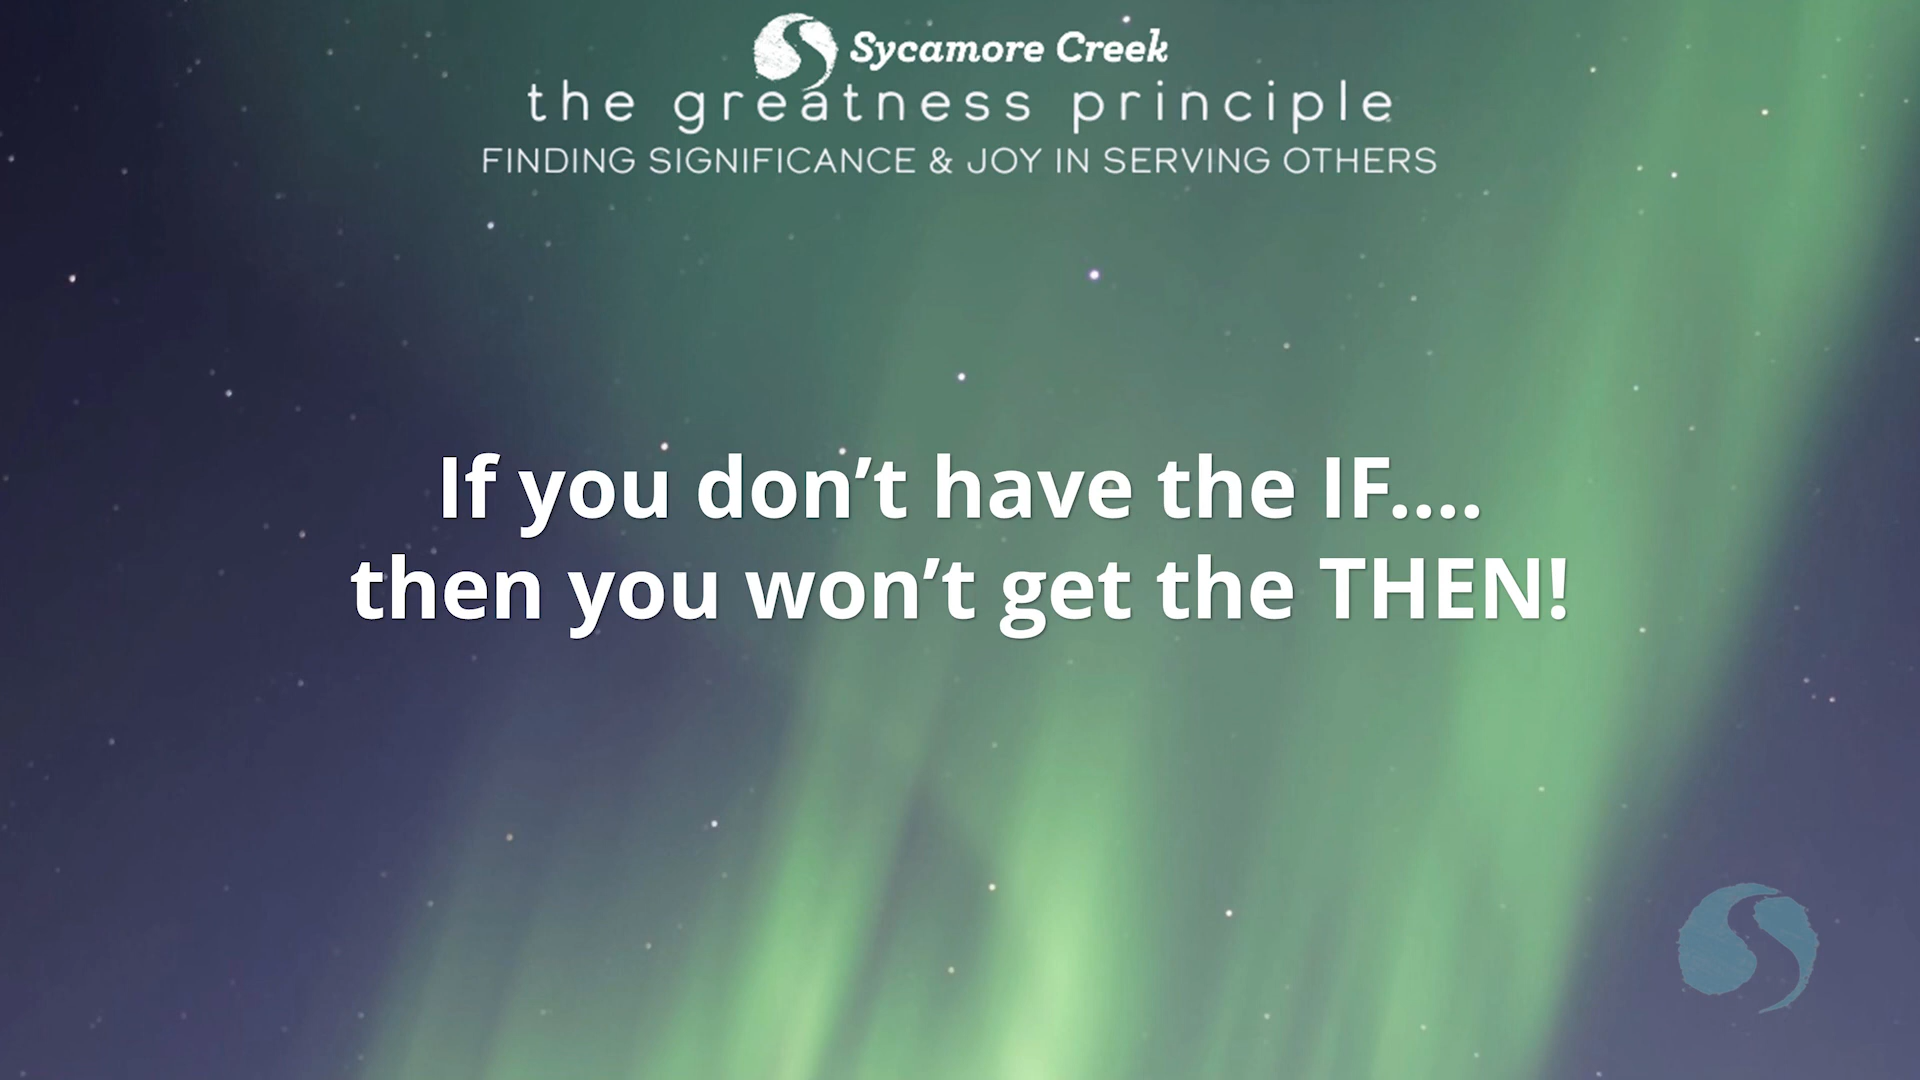 Sycamore Creek
the greatness principle
FINDING SIGNIFICANCE & JOY IN SERVING OTHERS
If you don’t have the IF....
then you won’t get the THEN!